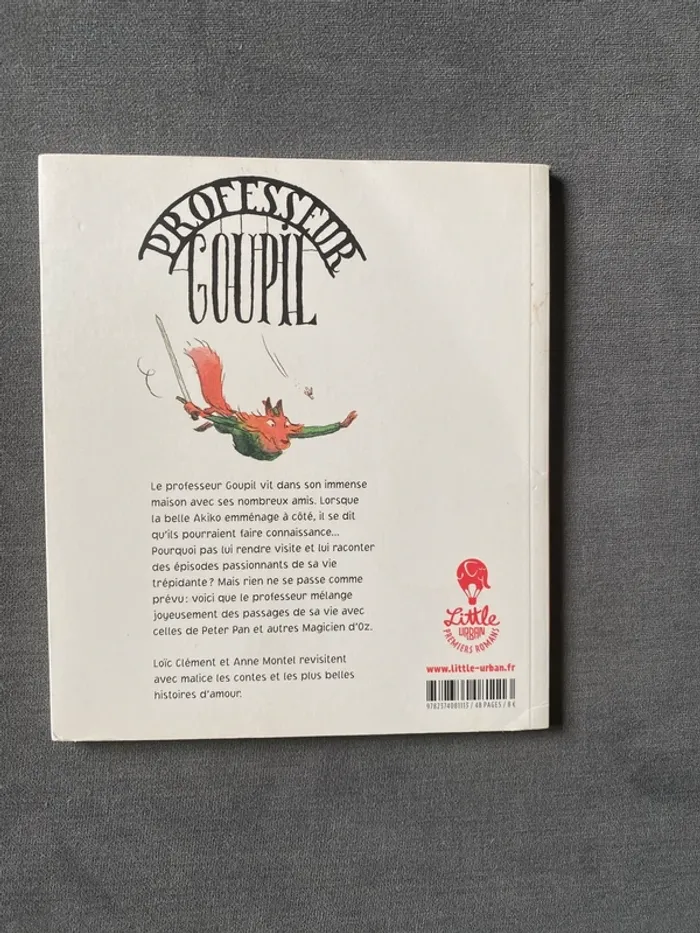 PROFESSEUR
GOUPIL
Le professeur Goupil vit dans son immense
maison avec ses nombreux amis. Lorsque
la belle Akiko emménage à côté, il se dit
qu'ils pourraient faire connaissance...
Pourquoi pas lui rendre visite et lui raconter
des épisodes passionnants de sa vie
trépidante ? Mais rien ne se passe comme
prévu : voici que le professeur mélange
joyeusement des passages de sa vie avec
celles de Peter Pan et autres Magicien d'Oz.
Loïc Clément et Anne Montel revisitent
avec malice les contes et les plus belles
histoires d'amour.
Little
URBAN
PREMIERS ROMANS
www.little-urban.fr
9782374081113 / 48 PAGES / 8 €